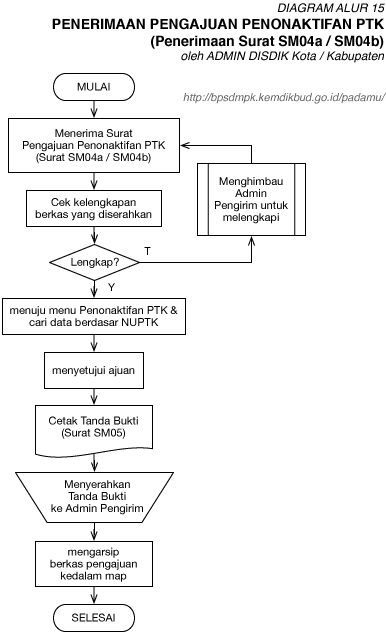 DIAGRAM ALUR 15
PENERIMAAN PENGAJUAN PENONAKTIFAN PTK
(Penerimaan Surat SM04a / SM04b)
oleh ADMIN DISDIK Kota / Kabupaten
MULAI
http://bpsdmpk.kemdikbud.go.id/padamu/
Menerima Surat
Pengajuan Penonaktifan PTK
(Surat SM04a / SM04b)
Menghimbau
Admin
Pengirim untuk
melengkapi
Cek kelengkapan
berkas yang diserahkan
Lengkap?
T
Y
menuju menu Penonaktifan PTK &
cari data berdasar NUPTK
menyetujui ajuan
Cetak Tanda Bukti
(Surat SM05)
Menyerahkan
Tanda Bukti
ke Admin Pengirim
mengarsip
berkas pengajuan
kedalam map
SELESAI